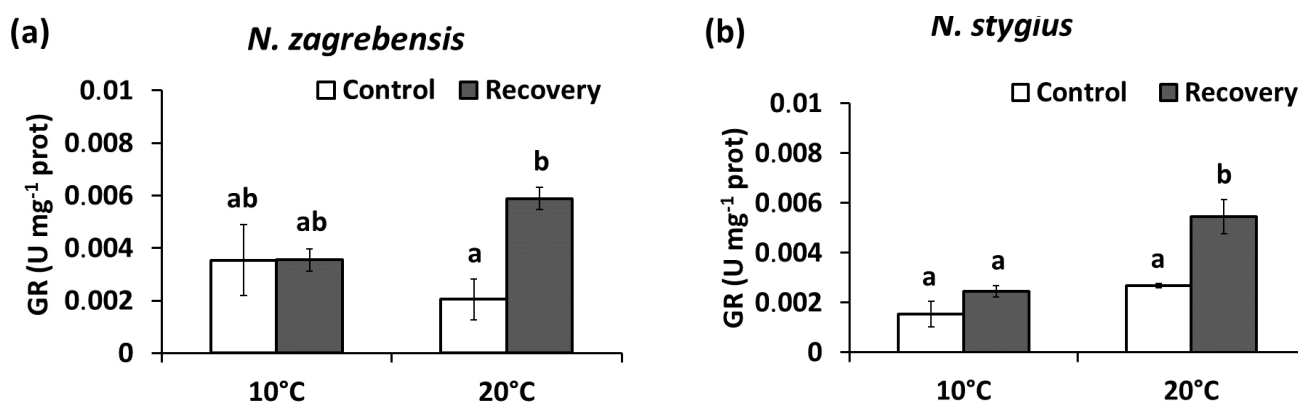 (a)
N. zagrebensis
Control Recovery
0.01
0.008
0.006
0.004
0.002
0
GR (U mg⁻¹ prot)
ab
ab
a
b
10°C 20°C
(b)
N. stygius
Control Recovery
0.01
0.008
0.006
0.004
0.002
0
GR (U mg⁻¹ prot)
a
a
a
b
10°C 20°C